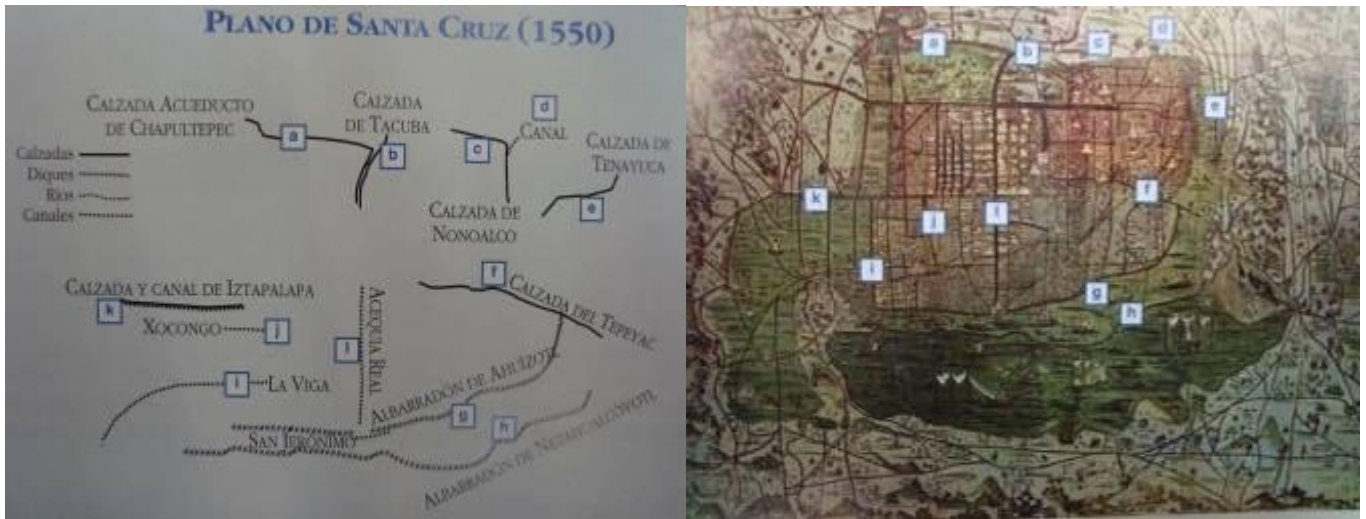 PLANO DE SANTA CRUZ (1550)
CALZADA ACUEDUCTO
DE CHAPULTEPEC
a
CALZADA
DE TACUBA
b
c
d
CANAL
CALZADA DE
TENAYUCA
e
Calzadas
Diques
Ríos
Canales
CALZADA DE
NONOALCO
f
CALZADA DEL TEPEYAC
CALZADA Y CANAL DE IZTAPALAPA
k
XOCONGO
j
l
ACEQUIA REAL
i
LA VIGA
ALBARRADÓN DE AHUÍZOTL
g
SAN JERÓNIMO
h
ALBARRADÓN DE NEZAHUALCÓYOTL
a
b
c
d
e
k
j
l
f
i
g
h